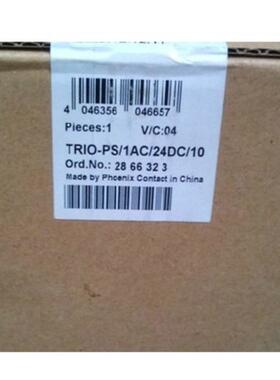 4 046356 046657
Pieces:1 V/C:04
TRIO-PS/1AC/24DC/10
Ord.No.: 28 66 32 3
Made by Phoenix Contact in China